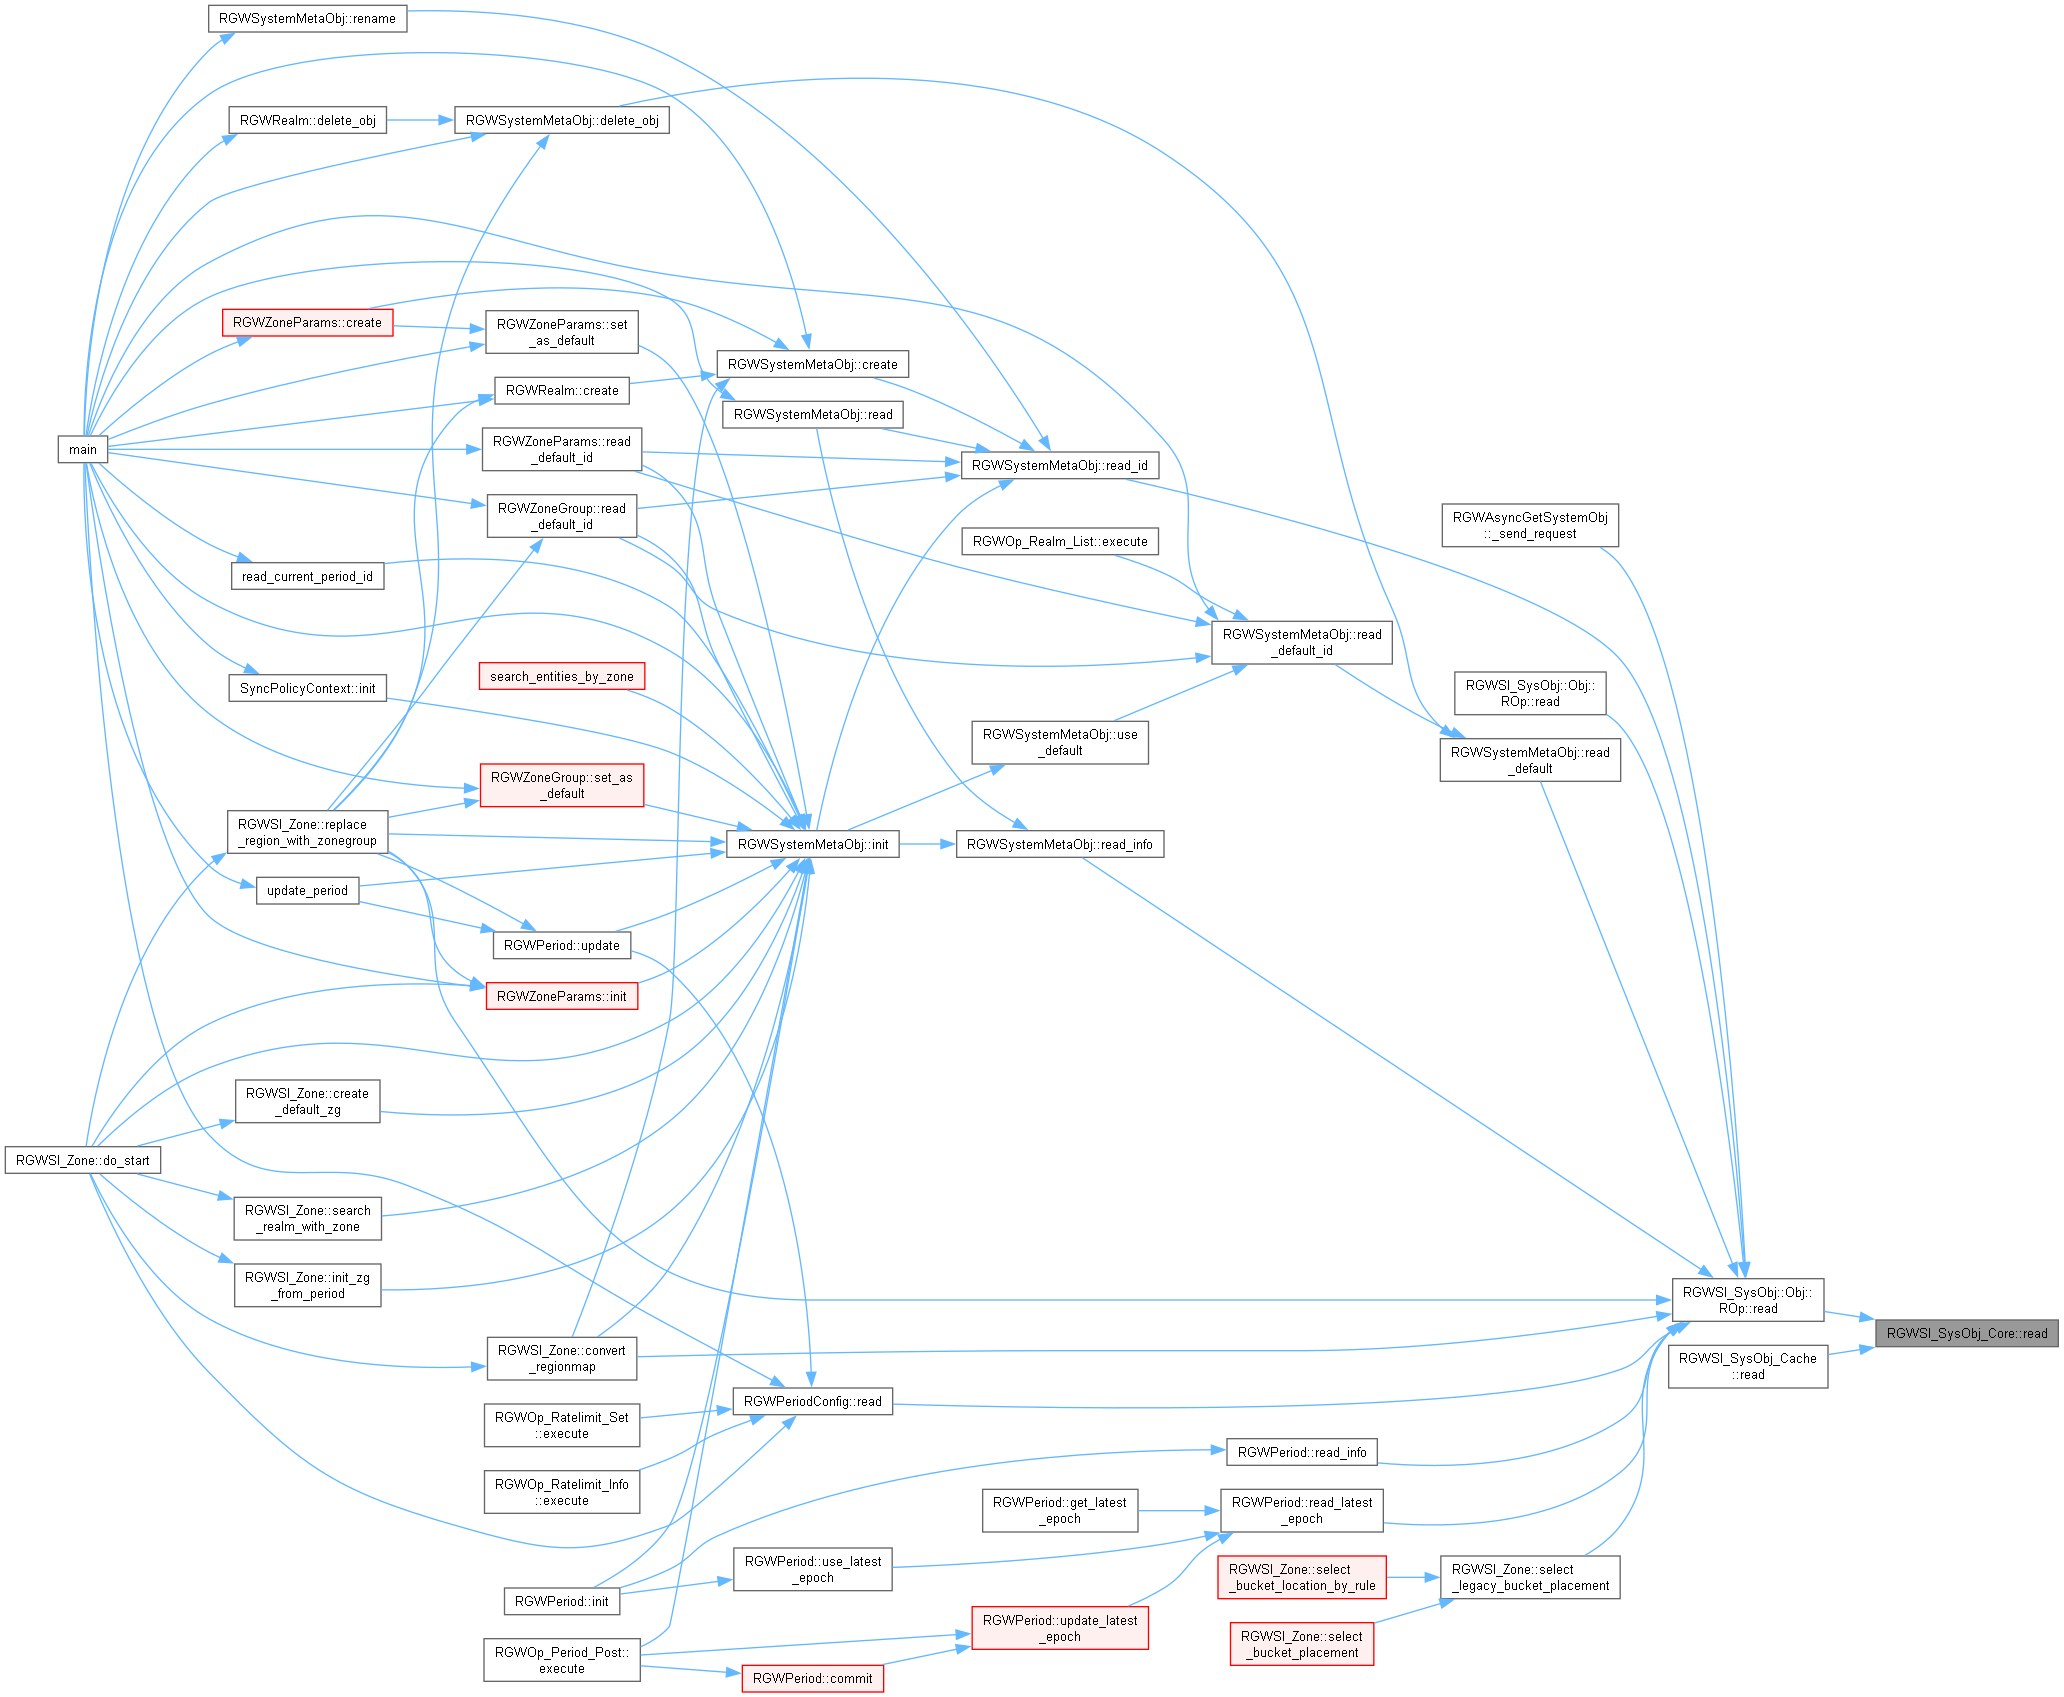 RGWSystemMetaObj::rename
RGWRealm::delete_obj
RGWSystemMetaObj::delete_obj
RGWZoneParams::create
RGWZoneParams::set
_as_default
RGWSystemMetaObj::create
RGWRealm::create
RGWSystemMetaObj::read
main
RGWZoneParams::read
_default_id
RGWSystemMetaObj::read_id
RGWZoneGroup::read
_default_id
RGWAsyncGetSystemObj
::_send_request
RGWOp_Realm_List::execute
read_current_period_id
RGWSystemMetaObj::read
_default_id
search_entities_by_zone
SyncPolicyContext::init
RGWSI_SysObj::Obj::
ROp::read
RGWSystemMetaObj::use
_default
RGWSystemMetaObj::read
_default
RGWZoneGroup::set_as
_default
RGWSI_Zone::replace
_region_with_zonegroup
RGWSystemMetaObj::init
RGWSystemMetaObj::read_info
update_period
RGWPeriod::update
RGWZoneParams::init
RGWSI_Zone::create
_default_zg
RGWSI_Zone::do_start
RGWSI_Zone::search
_realm_with_zone
RGWSI_Zone::init_zg
_from_period
RGWSI_SysObj::Obj::
ROp::read
RGWSI_SysObj_Core::read
RGWSI_SysObj_Cache
::read
RGWSI_Zone::convert
_regionmap
RGWPeriodConfig::read
RGWOp_Ratelimit_Set
::execute
RGWPeriod::read_info
RGWOp_Ratelimit_Info
::execute
RGWPeriod::get_latest
_epoch
RGWPeriod::read_latest
_epoch
RGWPeriod::use_latest
_epoch
RGWSI_Zone::select
_bucket_location_by_rule
RGWSI_Zone::select
_legacy_bucket_placement
RGWPeriod::init
RGWPeriod::update_latest
_epoch
RGWSI_Zone::select
_bucket_placement
RGWOp_Period_Post::
execute
RGWPeriod::commit